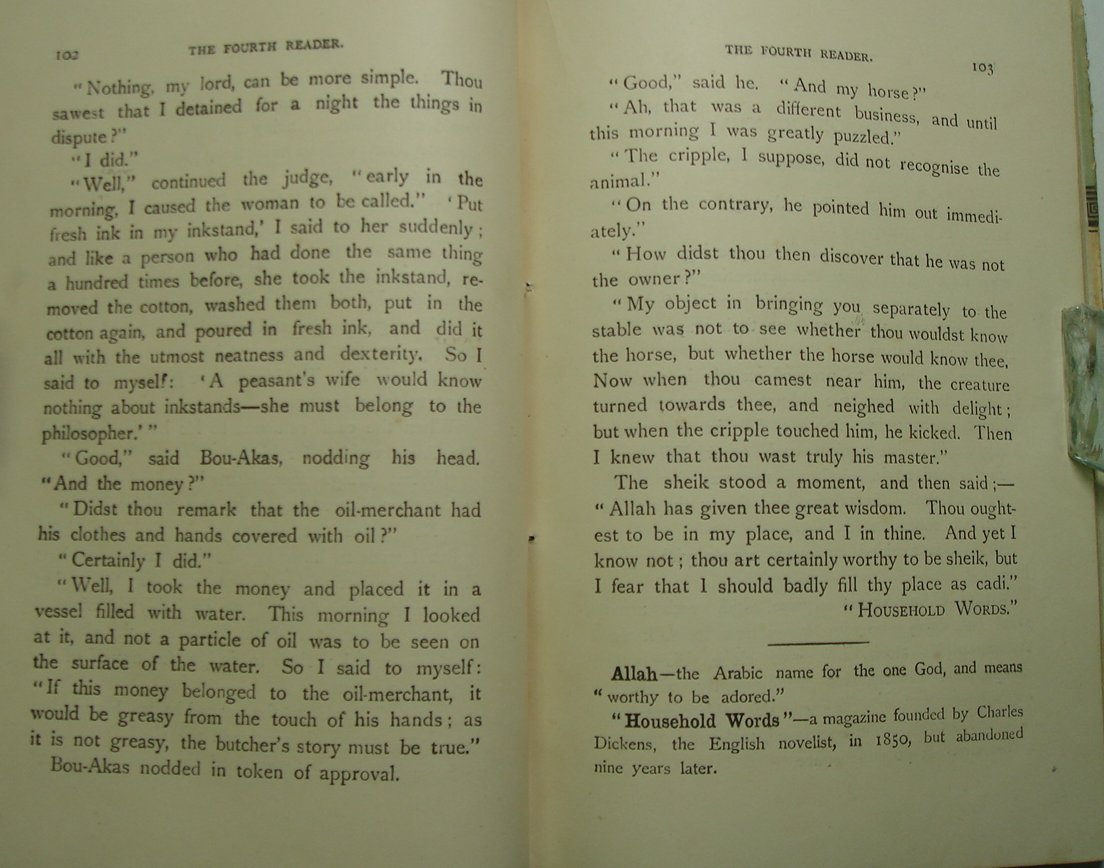 102
THE FOURTH READER.
"Nothing, my lord, can be more simple. Thou
sawest that I detained for a night the things in
dispute?"
"I did."
"Well," continued the judge, "early in the
morning, I caused the woman to be called." 'Put
fresh ink in my inkstand,' I said to her suddenly;
and like a person who had done the same thing
a hundred times before, she took the inkstand, re-
moved the cotton, washed them both, put in the
cotton again, and poured in fresh ink, and did it
all with the utmost neatness and dexterity. So I
said to myself: 'A peasant's wife would know
nothing about inkstands—she must belong to the
philosopher.'"
"Good," said Bou-Akas, nodding his head.
"And the money?"
"Didst thou remark that the oil-merchant had
his clothes and hands covered with oil?"
"Certainly I did."
"Well, I took the money and placed it in a
vessel filled with water. This morning I looked
at it, and not a particle of oil was to be seen on
the surface of the water. So I said to myself:
"If this money belonged to the oil-merchant, it
would be greasy from the touch of his hands; as
it is not greasy, the butcher's story must be true."
Bou-Akas nodded in token of approval.
THE FOURTH READER.
103
"Good," said he. "And my horse?"
"Ah, that was a different business, and until
this morning I was greatly puzzled."
"The cripple, I suppose, did not recognise the
animal."
"On the contrary, he pointed him out immedi-
ately."
"How didst thou then discover that he was not
the owner?"
"My object in bringing you separately to the
stable was not to see whether thou wouldst know
the horse, but whether the horse would know thee,
Now when thou camest near him, the creature
turned towards thee, and neighed with delight;
but when the cripple touched him, he kicked. Then
I knew that thou wast truly his master."
The sheik stood a moment, and then said;—
"Allah has given thee great wisdom. Thou ought-
est to be in my place, and I in thine. And yet I
know not; thou art certainly worthy to be sheik, but
I fear that I should badly fill thy place as cadi."
"HOUSEHOLD WORDS."
Allah—the Arabic name for the one God, and means
"worthy to be adored."
"Household Words"—a magazine founded by Charles
Dickens, the English novelist, in 1850, but abandoned
nine years later.